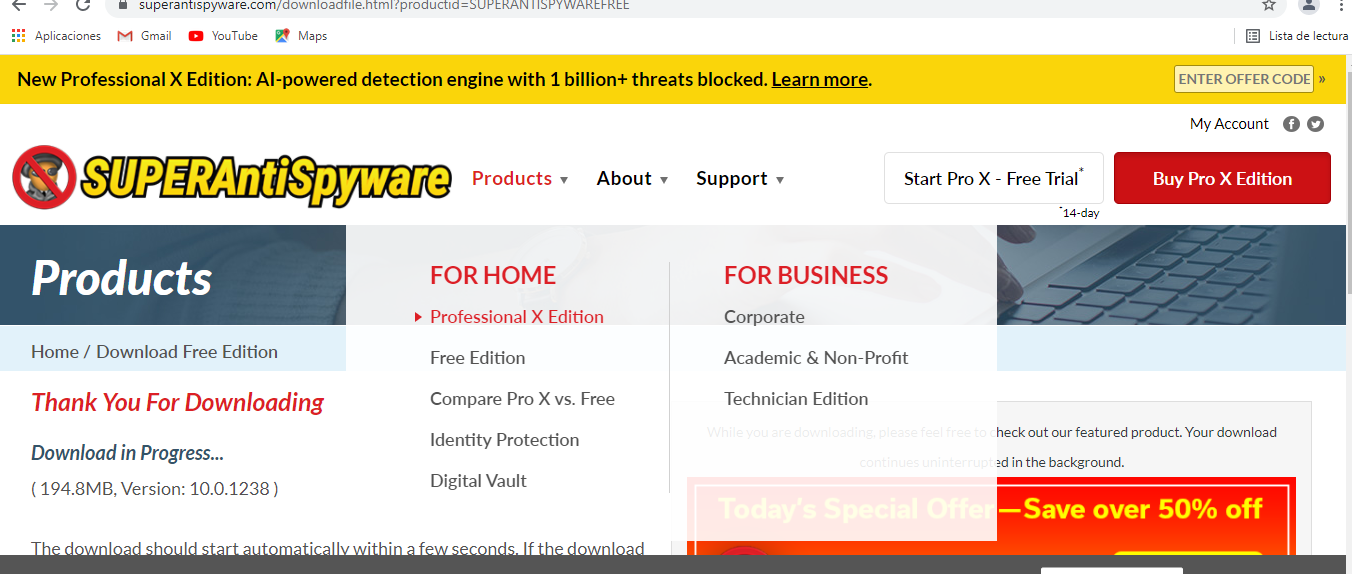 superantispyware.com/downloadfile.html?productid=SUPERANTISPYWAREFREE
Aplicaciones Gmail YouTube Maps Lista de lectura
New Professional X Edition: AI-powered detection engine with 1 billion+ threats blocked. Learn more. ENTER OFFER CODE »
My Account
SUPERAntiSpyware Products About Support Start Pro X - Free Trial* Buy Pro X Edition
*14-day
Products
FOR HOME
Professional X Edition
Free Edition
Compare Pro X vs. Free
Identity Protection
Digital Vault
FOR BUSINESS
Corporate
Academic & Non-Profit
Technician Edition
Home / Download Free Edition
Thank You For Downloading
Download in Progress...
( 194.8MB, Version: 10.0.1238 )
The download should start automatically within a few seconds. If the download
While you are downloading, please feel free to check out our featured product. Your download
continues uninterrupted in the background.
Today's Special Offer—Save over 50% off